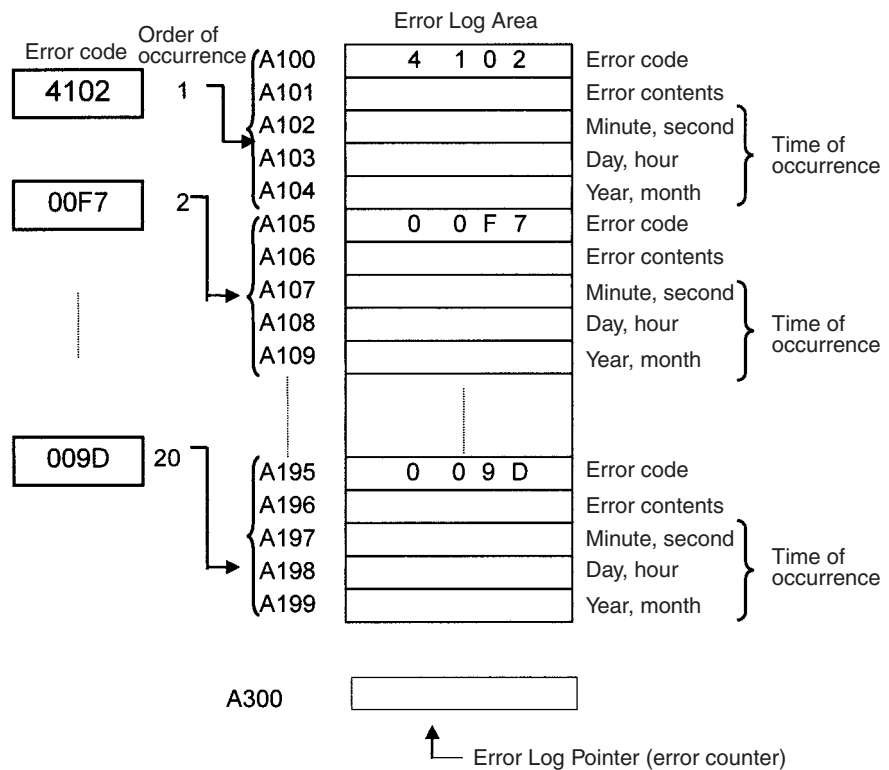 Error Log Area
Error code
Order of
occurrence
4102 1
A100 4 1 0 2 Error code
A101 Error contents
A102 Minute, second
A103 Day, hour
A104 Year, month
Time of
occurrence
00F7 2
A105 0 0 F 7 Error code
A106 Error contents
A107 Minute, second
A108 Day, hour
A109 Year, month
Time of
occurrence
009D 20
A195 0 0 9 D Error code
A196 Error contents
A197 Minute, second
A198 Day, hour
A199 Year, month
Time of
occurrence
A300
Error Log Pointer (error counter)